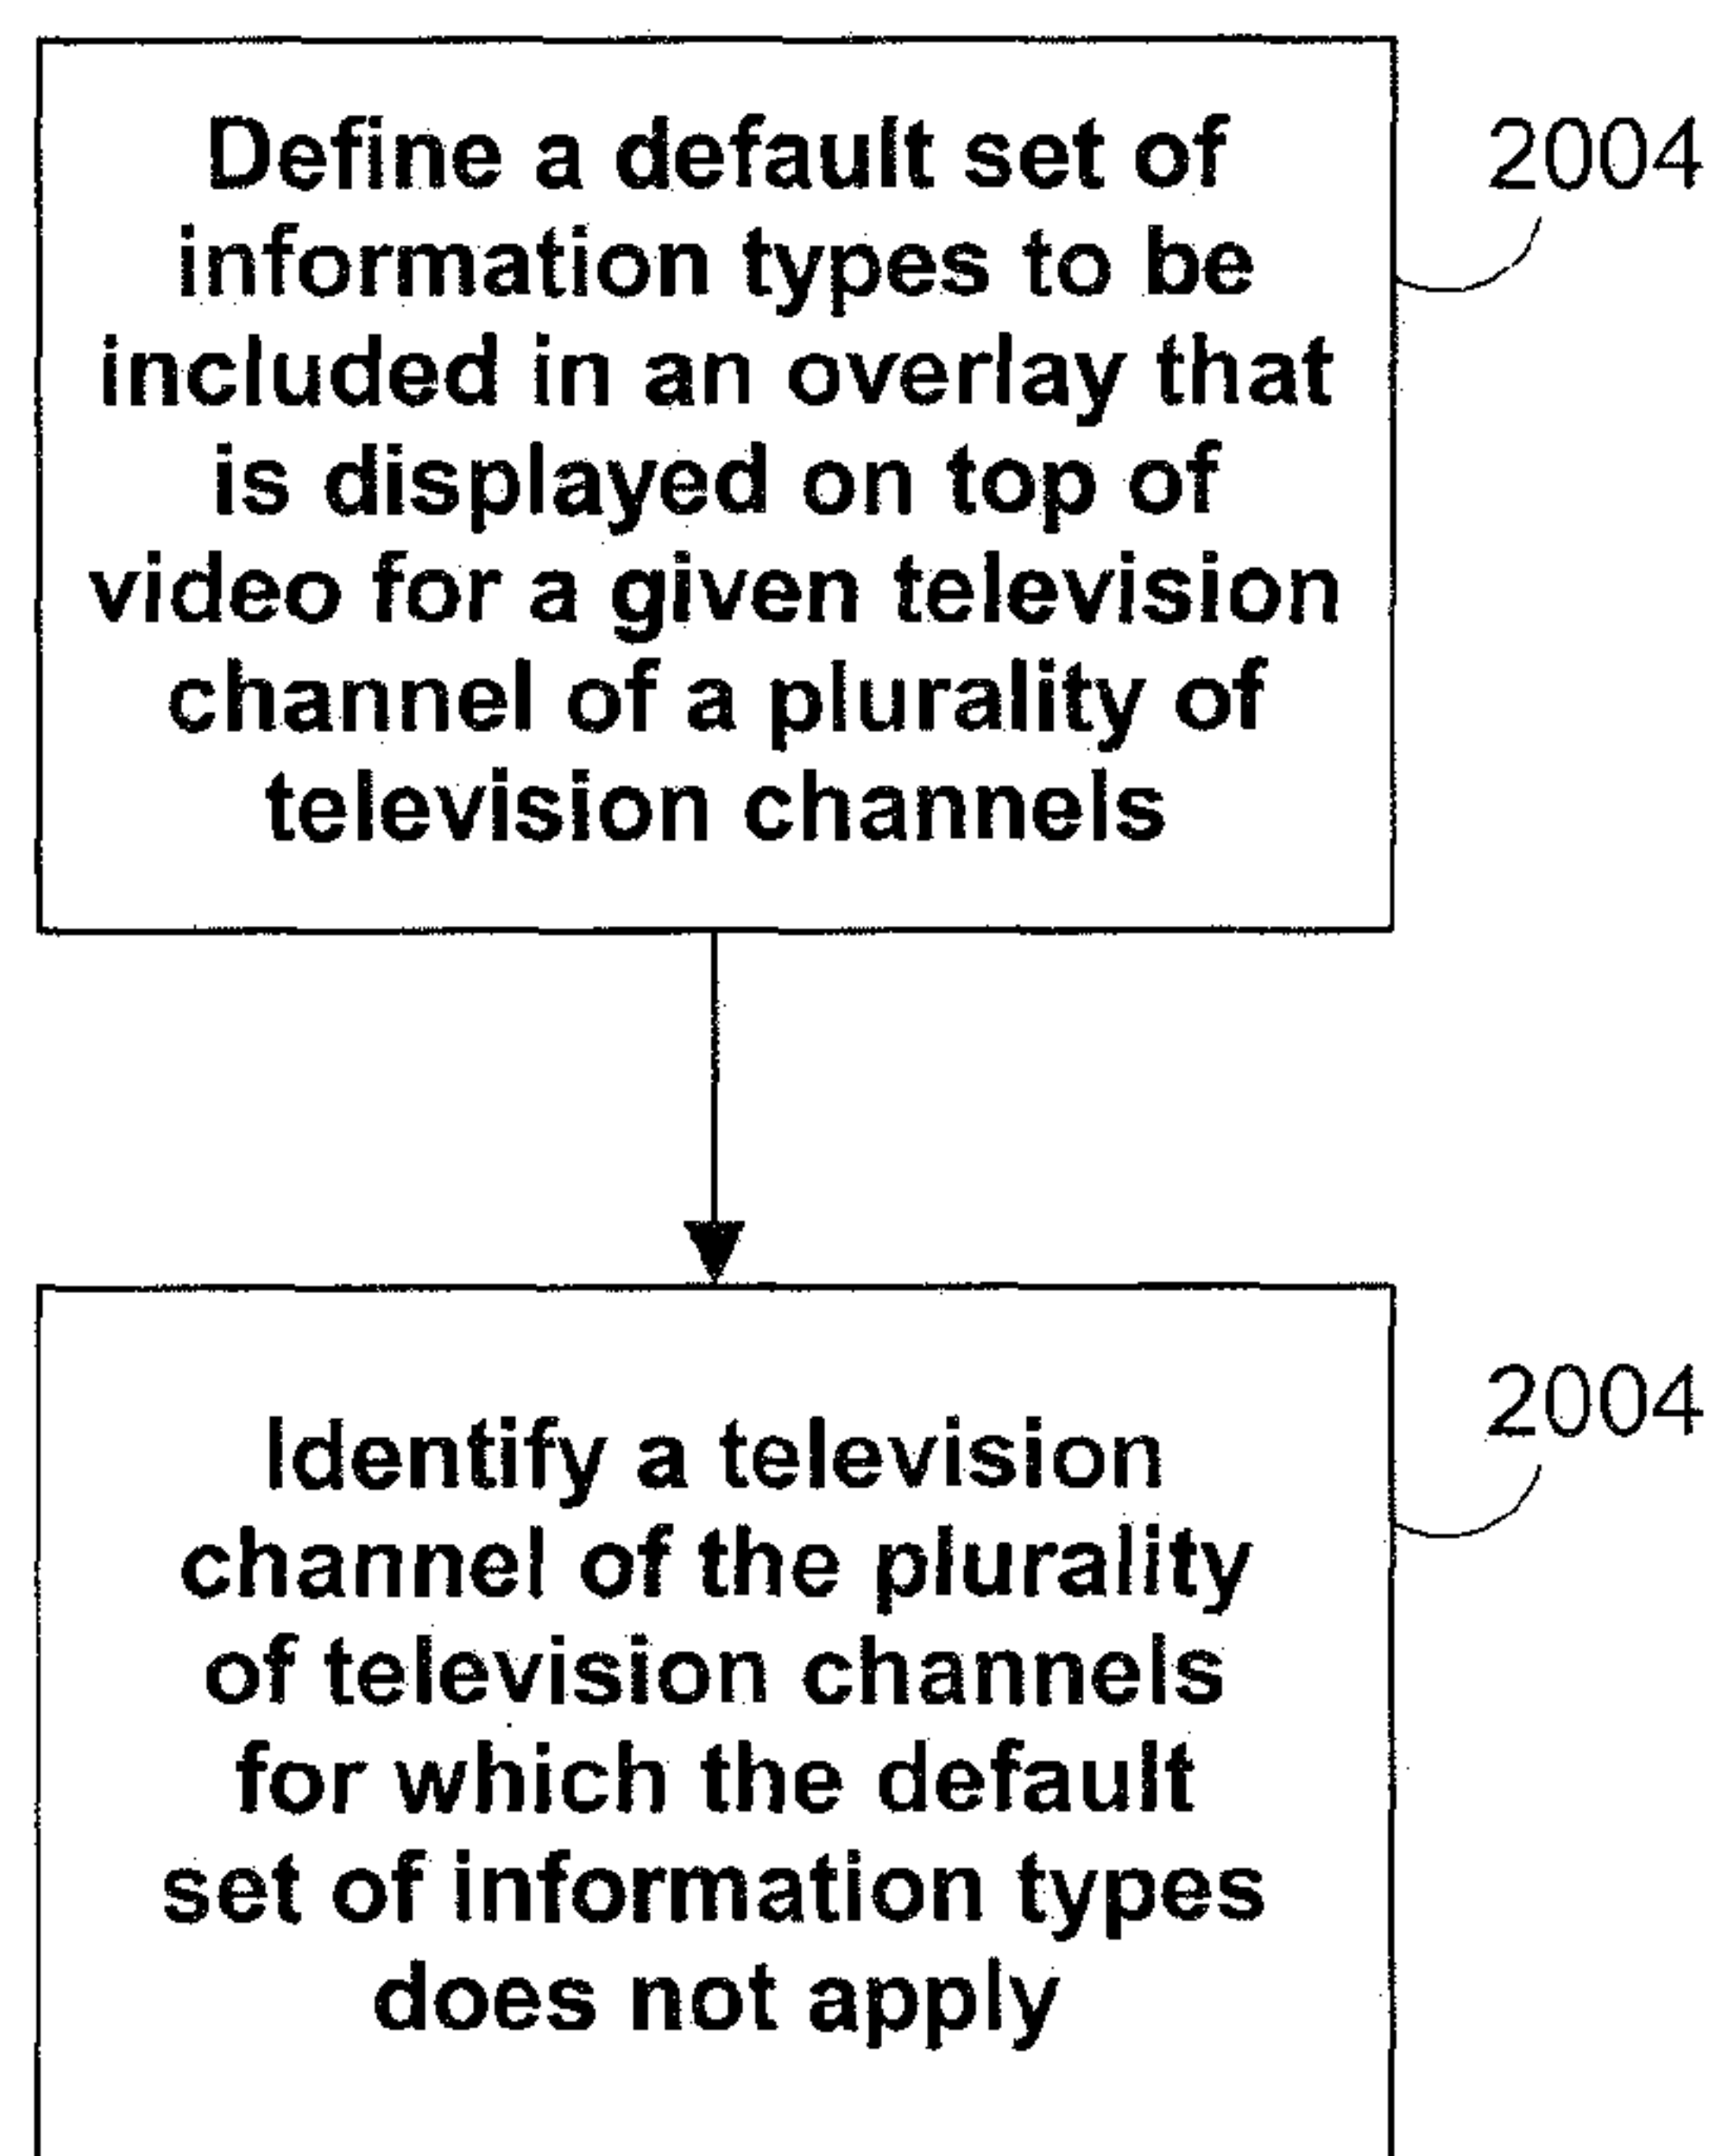 Define a default set of
2004
information types to be
included in an overlay that
is displayed on top of
video for a given television
channel of a plurality of
television channels
2004
Identify a television
channel of the plurality
of television channels
for which the default
set of information types
does not apply